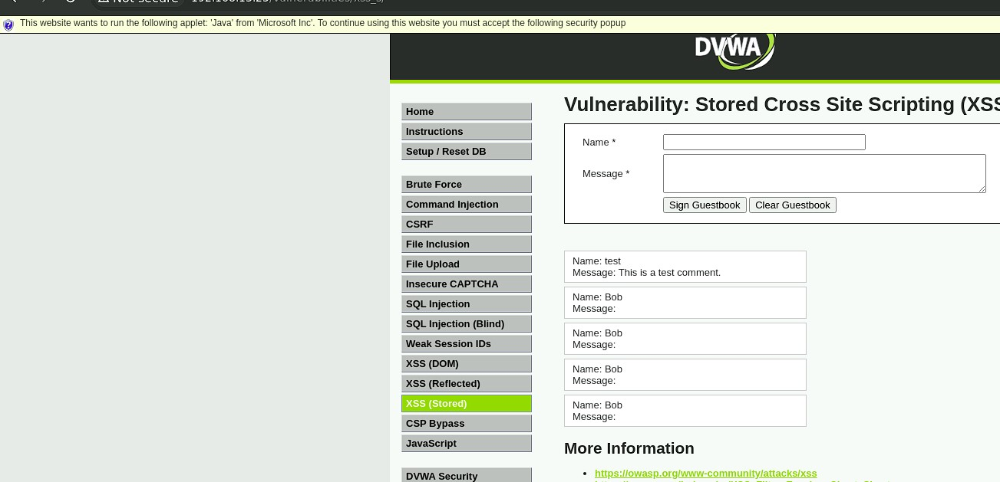 Not secure 192.168.15.25/vulnerabilities/xss_s/
This website wants to run the following applet: 'Java' from 'Microsoft Inc'. To continue using this website you must accept the following security popup
DVWA
Home
Instructions
Setup / Reset DB
Brute Force
Command Injection
CSRF
File Inclusion
File Upload
Insecure CAPTCHA
SQL Injection
SQL Injection (Blind)
Weak Session IDs
XSS (DOM)
XSS (Reflected)
XSS (Stored)
CSP Bypass
JavaScript
DVWA Security
Vulnerability: Stored Cross Site Scripting (XSS
Name *
Message *
Sign Guestbook Clear Guestbook
Name: test
Message: This is a test comment.
Name: Bob
Message:
Name: Bob
Message:
Name: Bob
Message:
Name: Bob
Message:
More Information
https://owasp.org/www-community/attacks/xss